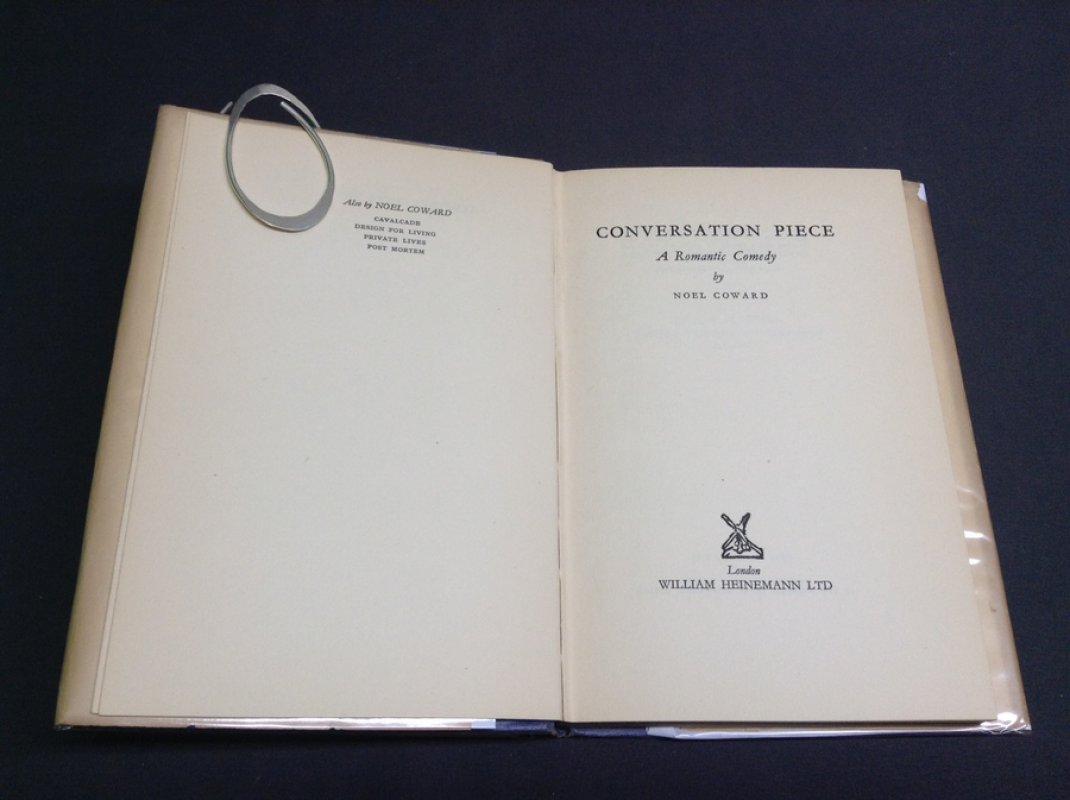 Also by NOEL COWARD
CAVALCADE
DESIGN FOR LIVING
PRIVATE LIVES
POST MORTEM
CONVERSATION PIECE
A Romantic Comedy
by
NOEL COWARD
London
WILLIAM HEINEMANN LTD